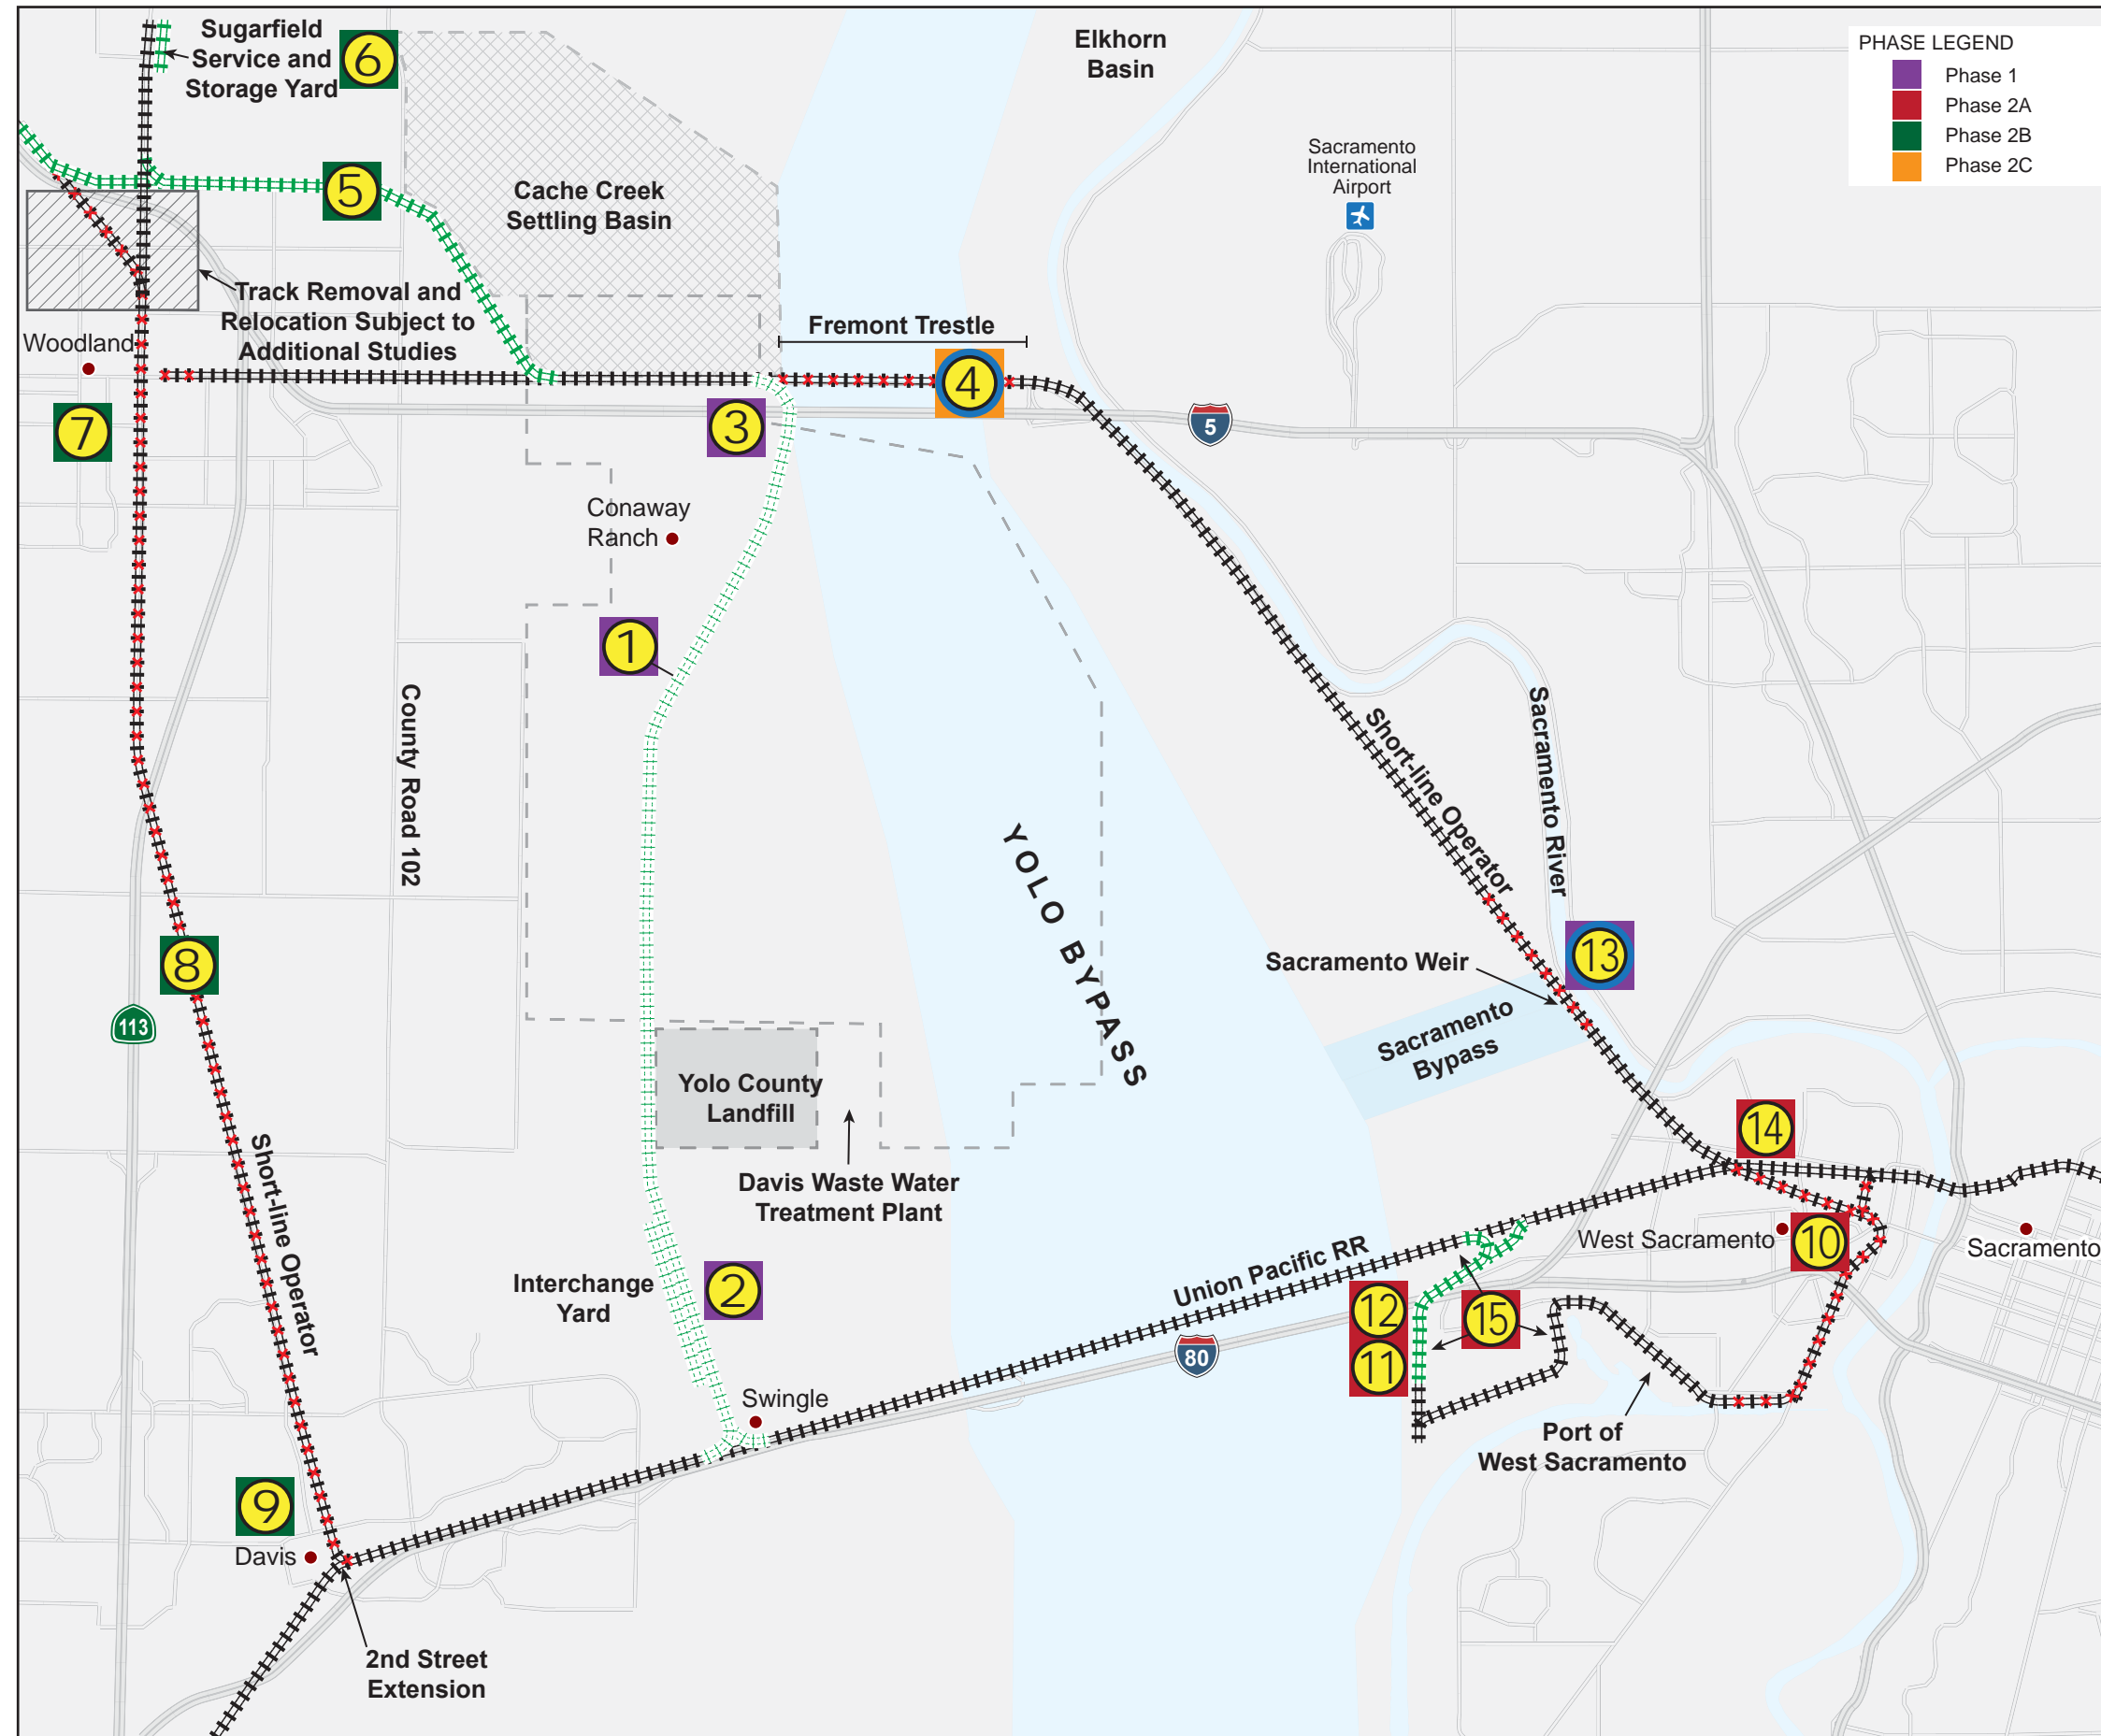 Sugarfield
Service and
Storage Yard
6
Elkhorn
Basin
PHASE LEGEND
Phase 1
Phase 2A
Phase 2B
Phase 2C
Sacramento
International
Airport
5
Cache Creek
Settling Basin
Track Removal and
Relocation Subject to
Additional Studies
Woodland
Fremont Trestle
4
7
3
5
Conaway
Ranch
1
County Road 102
Short-line Operator
Sacramento River
YOLO BYPASS
8
13
Sacramento Weir
113
Sacramento
Bypass
Yolo County
Landfill
14
Davis Waste Water
Treatment Plant
Short-line Operator
West Sacramento
10
Sacramento
Interchange
Yard
2
Union Pacific RR
12
15
11
80
Swingle
Port of
West Sacramento
9
Davis
2nd Street
Extension